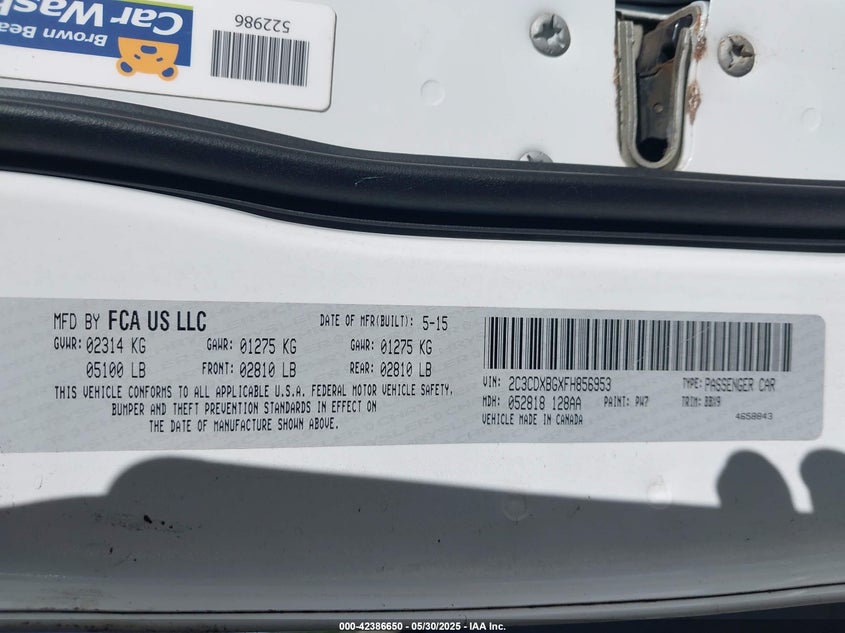 Brown Bea
Car Wash
522986
MFD BY FCA US LLC
DATE OF MFR(BUILT): 5-15
GVWR: 02314 KG GAWR: 01275 KG GAWR: 01275 KG
05100 LB FRONT: 02810 LB REAR: 02810 LB
THIS VEHICLE CONFORMS TO ALL APPLICABLE U.S.A. FEDERAL MOTOR VEHICLE SAFETY,
BUMPER AND THEFT PREVENTION STANDARDS IN EFFECT ON
THE DATE OF MANUFACTURE SHOWN ABOVE.
VIN: 2C3CDXBGXFH856953 TYPE: PASSENGER CAR
MDH: 052818 128AA PAINT: PW7 TRIM: BBX9
VEHICLE MADE IN CANADA 4658843
000-42386650 - 05/30/2025 - IAA Inc.